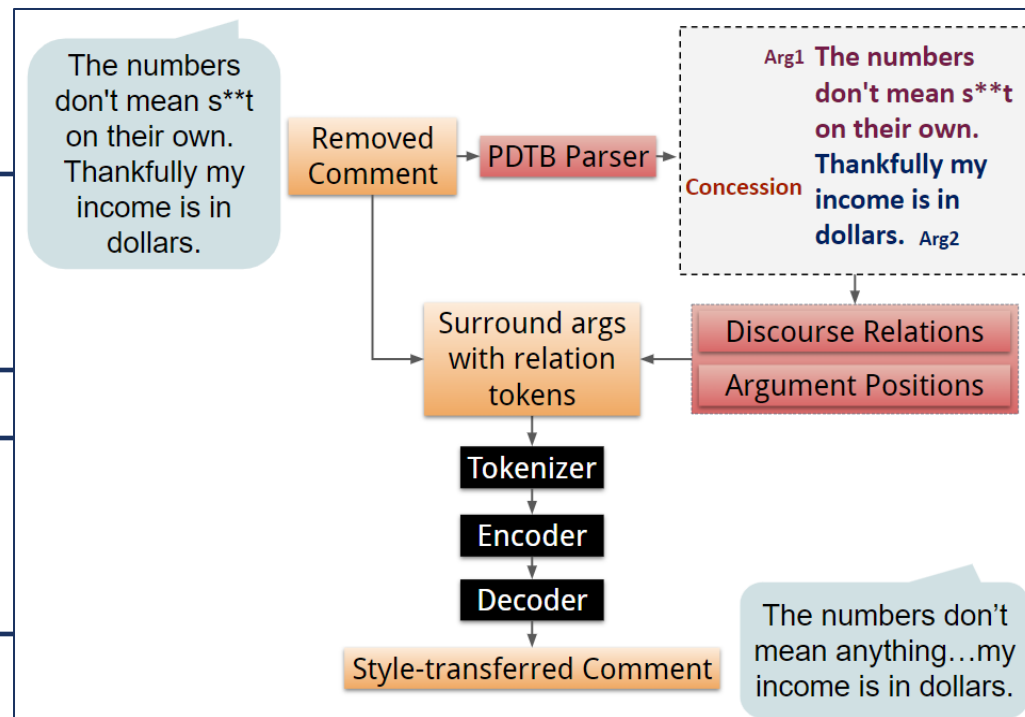 The numbers
don't mean s**t
on their own.
Thankfully my
income is in
dollars.
Removed
Comment
PDTB Parser
Arg1 The numbers
don't mean s**t
on their own.
Thankfully my
Concession income is in
dollars. Arg2
Surround args
with relation
tokens
Discourse Relations
Argument Positions
Tokenizer
Encoder
Decoder
Style-transferred Comment
The numbers don’t
mean anything…my
income is in dollars.